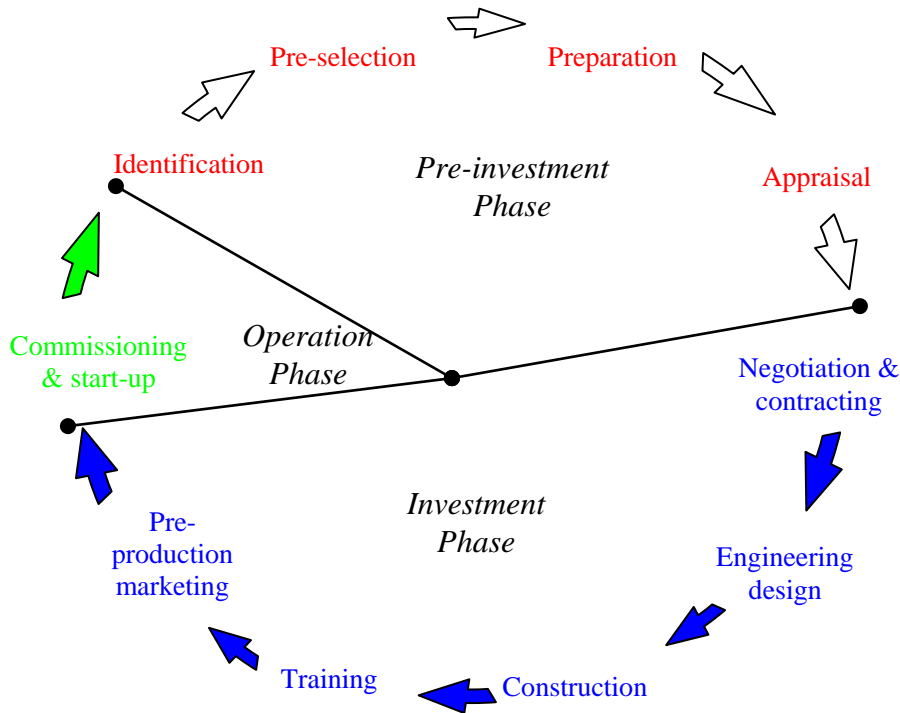 Pre-selection
Preparation
Identification
Pre-investment
Phase
Appraisal
Commissioning
& start-up
Operation
Phase
Negotiation &
contracting
Investment
Phase
Pre-
production
marketing
Engineering
design
Training
Construction